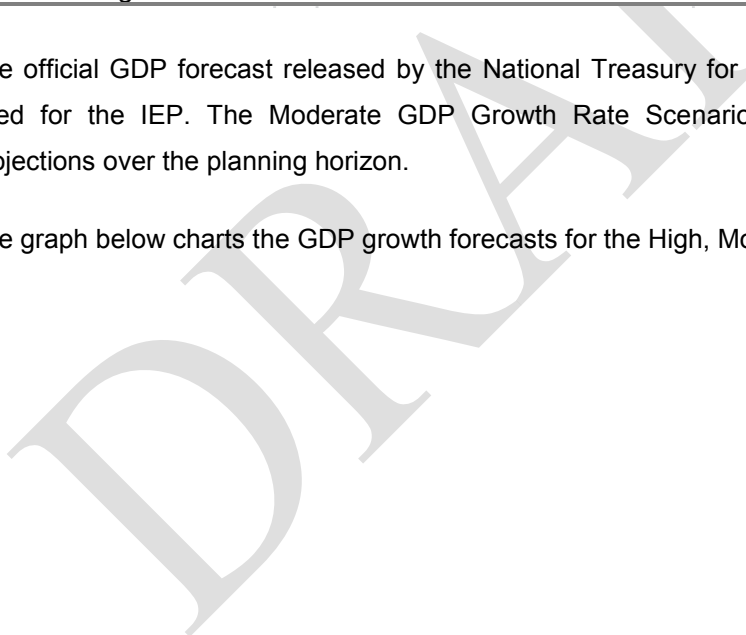 e official GDP forecast released by the National Treasury for
ed for the IEP. The Moderate GDP Growth Rate Scenario
ojections over the planning horizon.
e graph below charts the GDP growth forecasts for the High, Mo
DRA